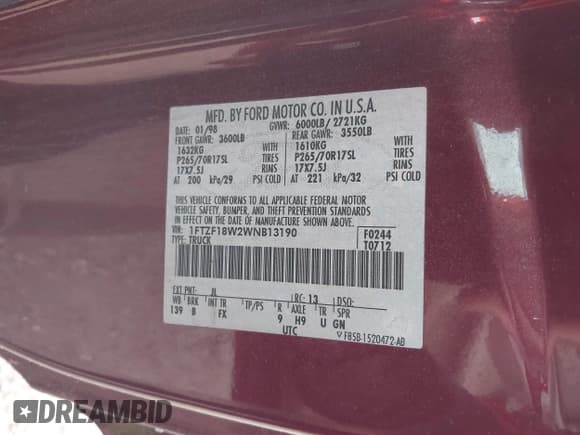 MFD. BY FORD MOTOR CO. IN U.S.A.
DATE: 01/98 GVWR: 6000LB/ 2721KG
FRONT GAWR: 3600LB REAR GAWR: 3550LB
1632KG WITH 1610KG WITH
P265/70R17SL TIRES P265/70R17SL TIRES
17X7.5J RIMS 17X7.5J RIMS
AT 200 kPa/29 PSI COLD AT 221 kPa/32 PSI COLD
THIS VEHICLE CONFORMS TO ALL APPLICABLE FEDERAL MOTOR
VEHICLE SAFETY, BUMPER, AND THEFT PREVENTION STANDARDS
IN EFFECT ON THE DATE OF MANUFACTURE SHOWN ABOVE.
VIN: 1FTZF18W2WNB13190 F0244
TYPE: TRUCK T0712
EXT PNT: JL RC: 13 DSO:
WB BRK INT TR TP/PS R AXLE TR SPR
139 B FX 9 H9 U GN
UTC F85B-1520472-AB
DREAMBID